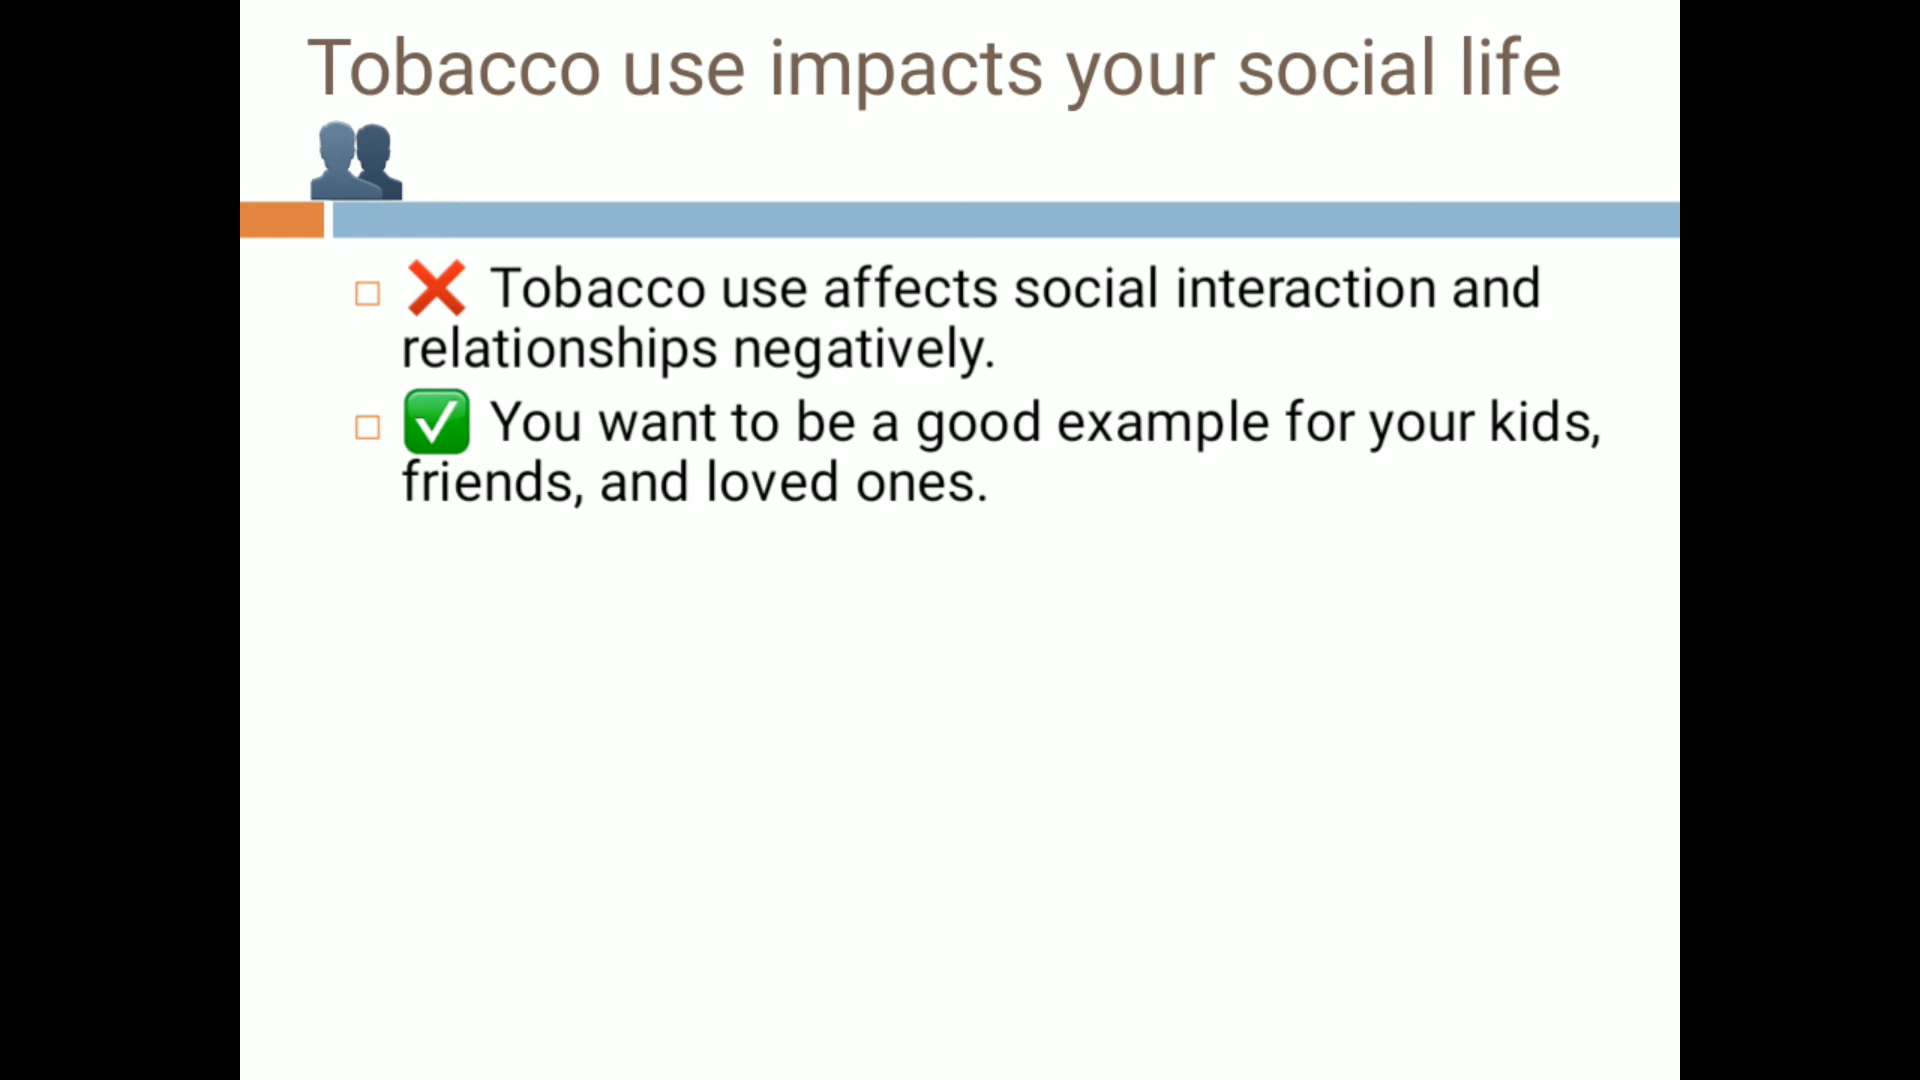 Tobacco use impacts your social life
👥
❌ Tobacco use affects social interaction and
relationships negatively.
✅ You want to be a good example for your kids,
friends, and loved ones.